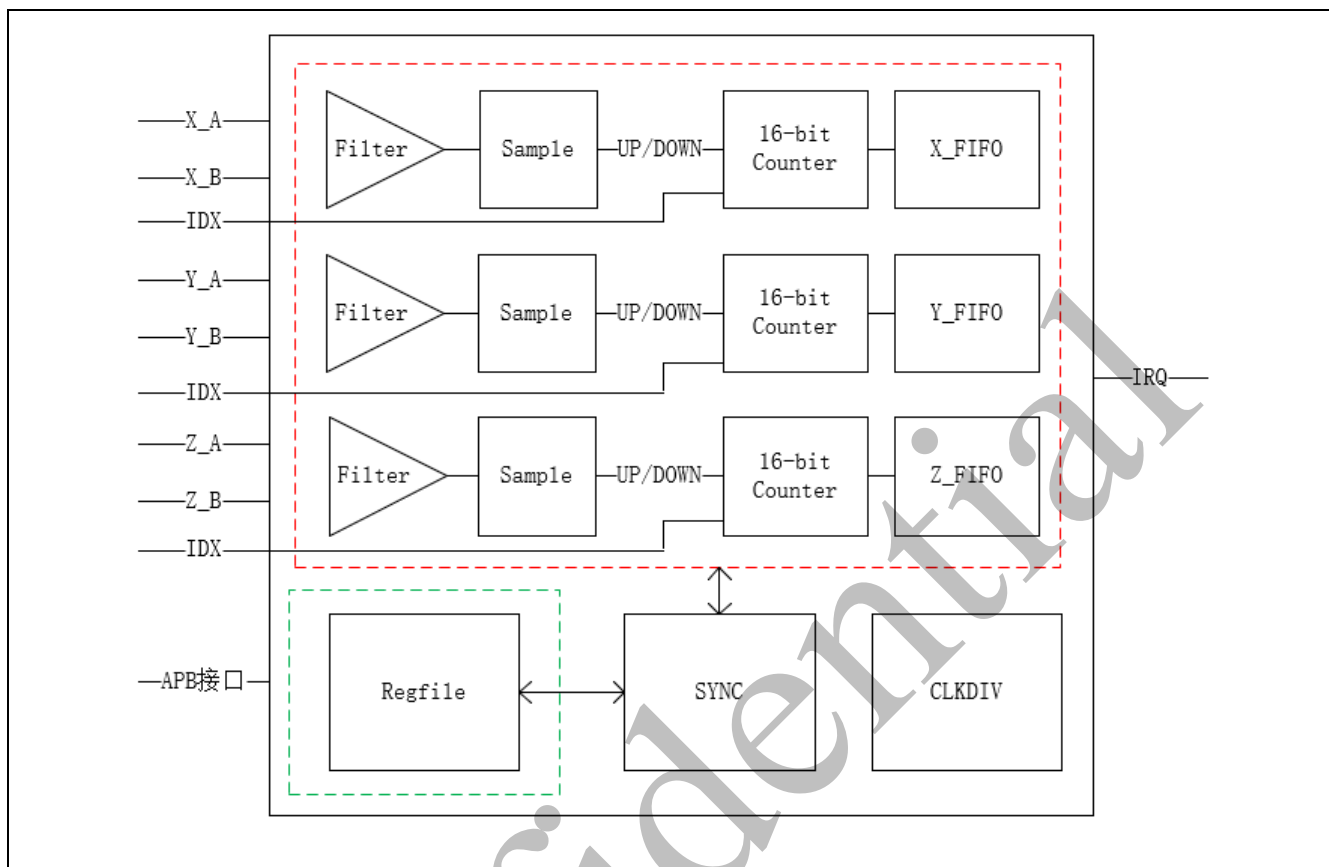 X_A
X_B
IDX
Filter
Sample
UP/DOWN
16-bit
Counter
X_FIFO
Y_A
Y_B
IDX
Filter
Sample
UP/DOWN
16-bit
Counter
Y_FIFO
IRQ
Z_A
Z_B
IDX
Filter
Sample
UP/DOWN
16-bit
Counter
Z_FIFO
APB接口
Regfile
SYNC
CLKDIV
fidential